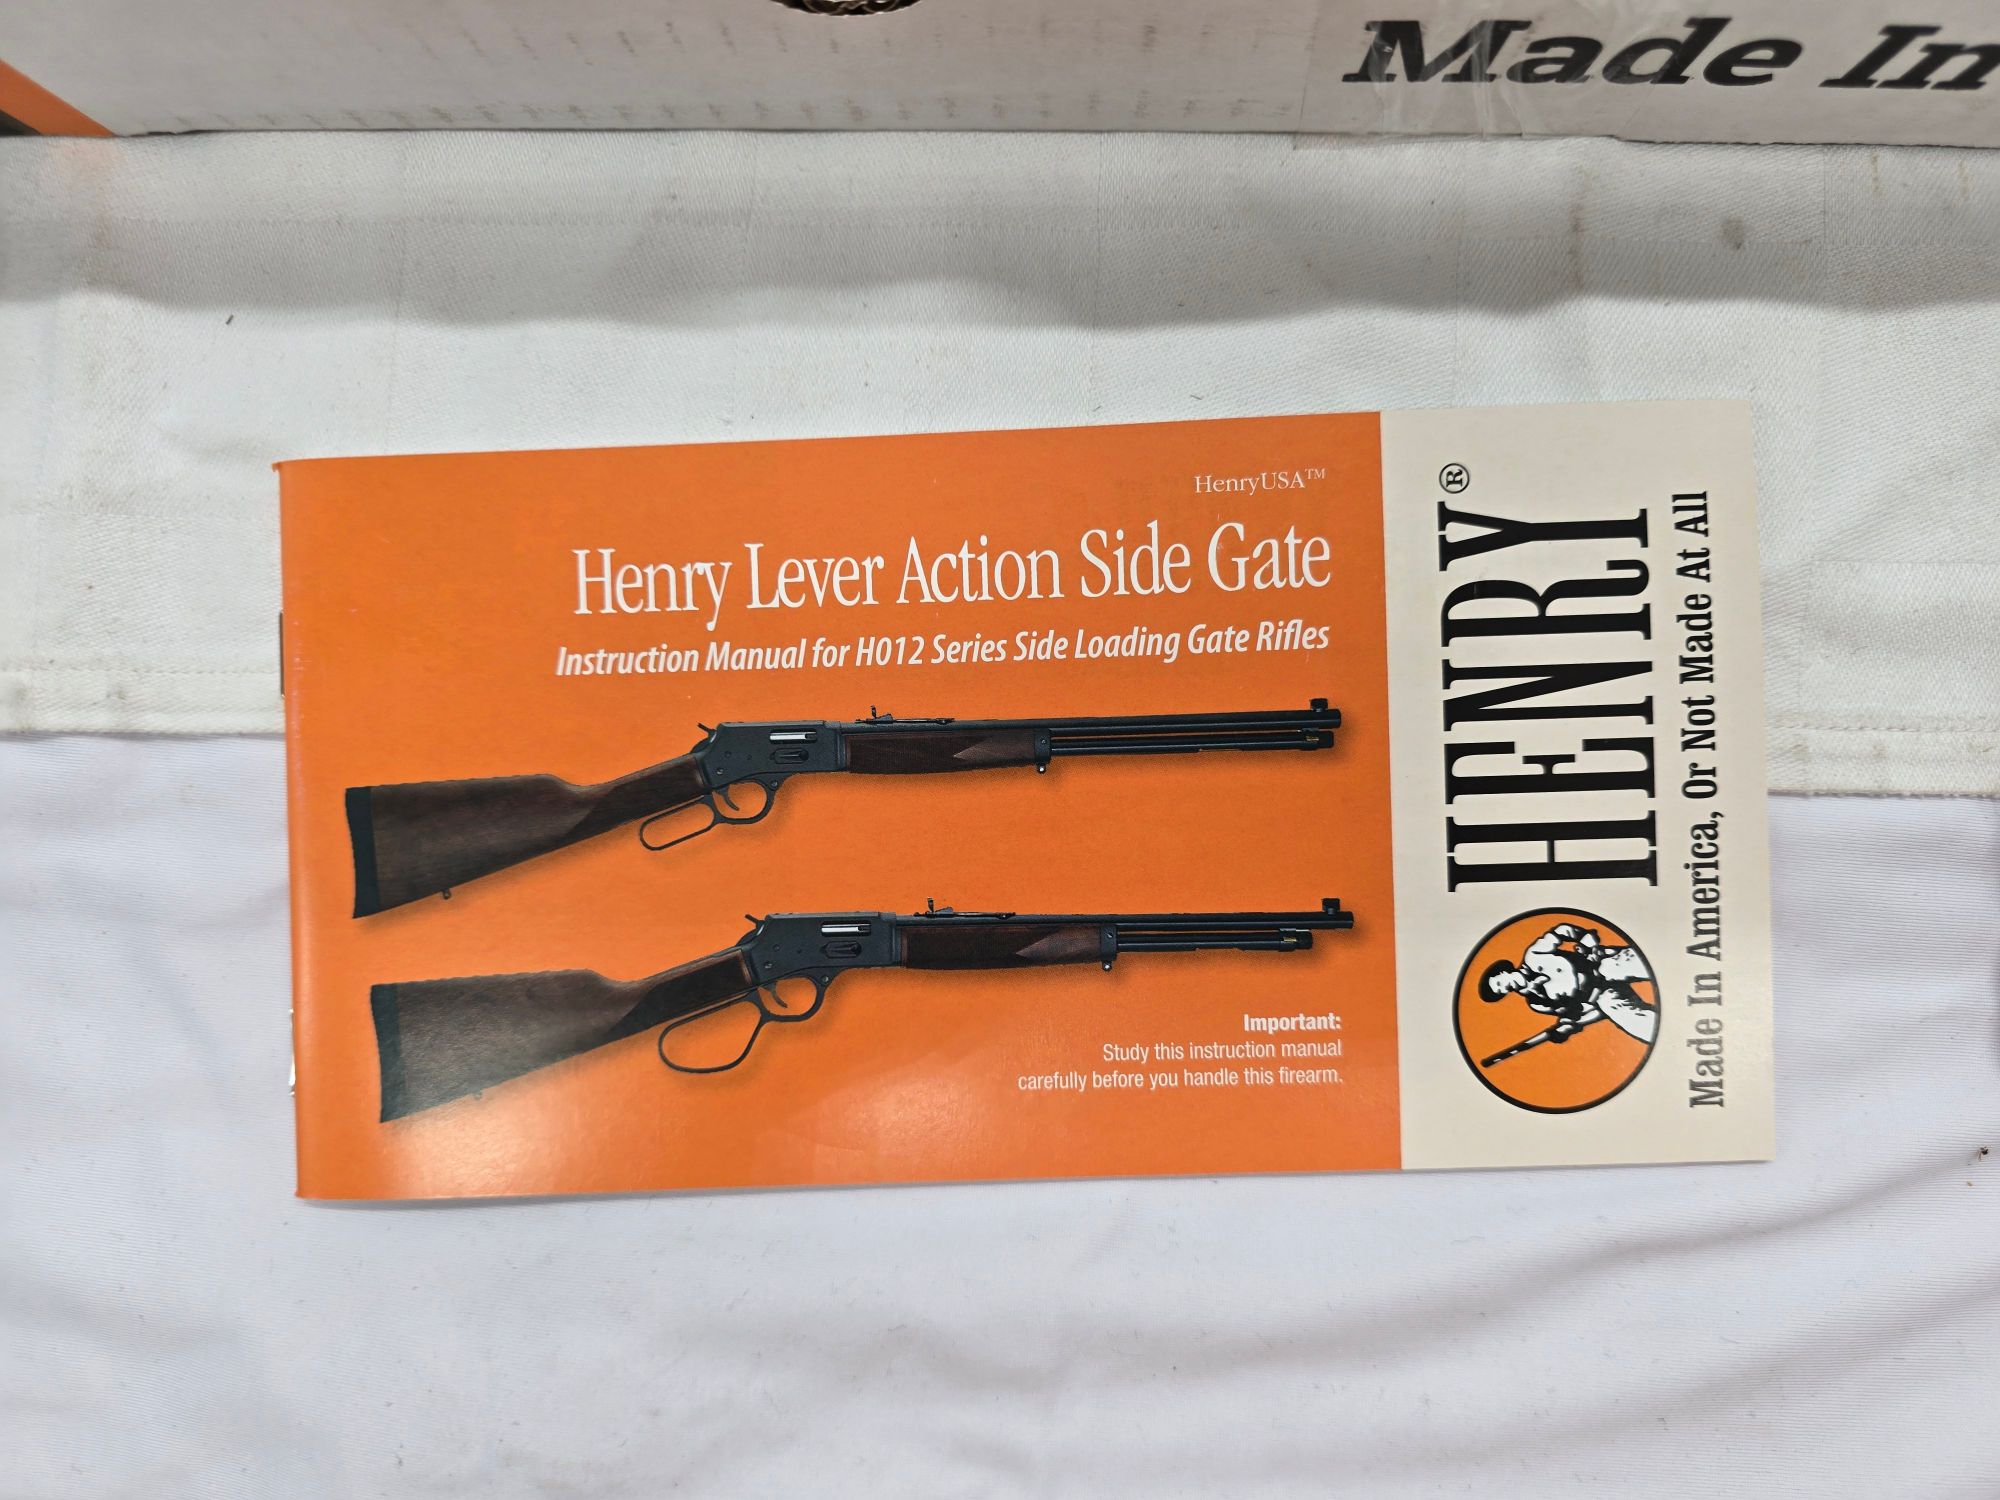 Made In
HenryUSA™
Henry Lever Action Side Gate
Instruction Manual for H012 Series Side Loading Gate Rifles
Important:
Study this instruction manual
carefully before you handle this firearm.
HENRY®
Made In America, Or Not Made At All